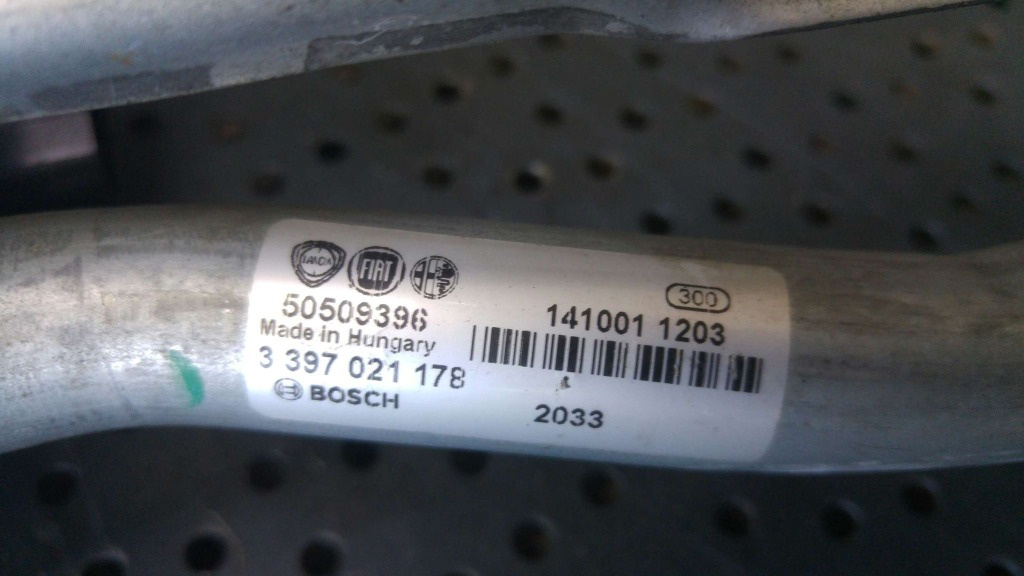 LANCIA FIAT
50509396
Made in Hungary
3 397 021 178
BOSCH
300
141001 1203
2033